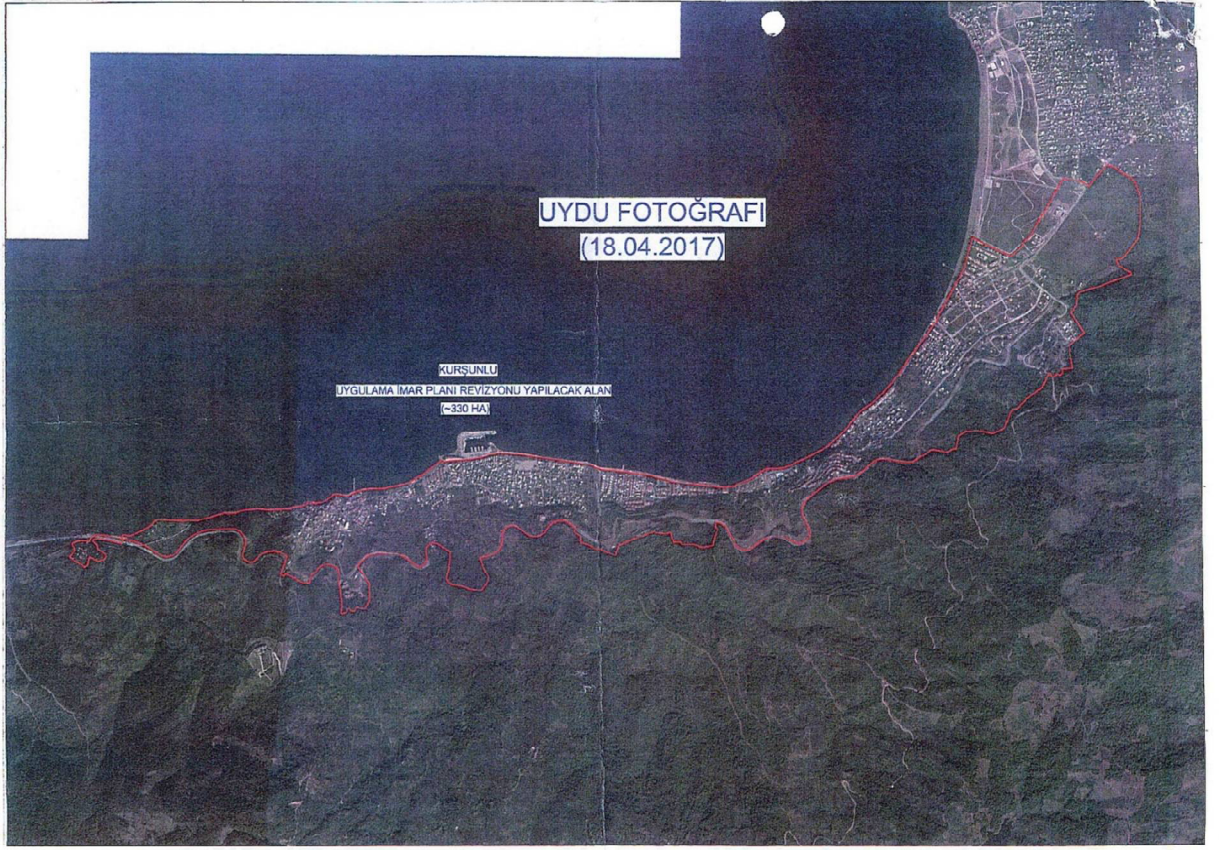 UYDU FOTOĞRAFI
(18.04.2017)
KURŞUNLU
UYGULAMA İMAR PLANI REVİZYONU YAPILACAK ALAN
(~330 HA)